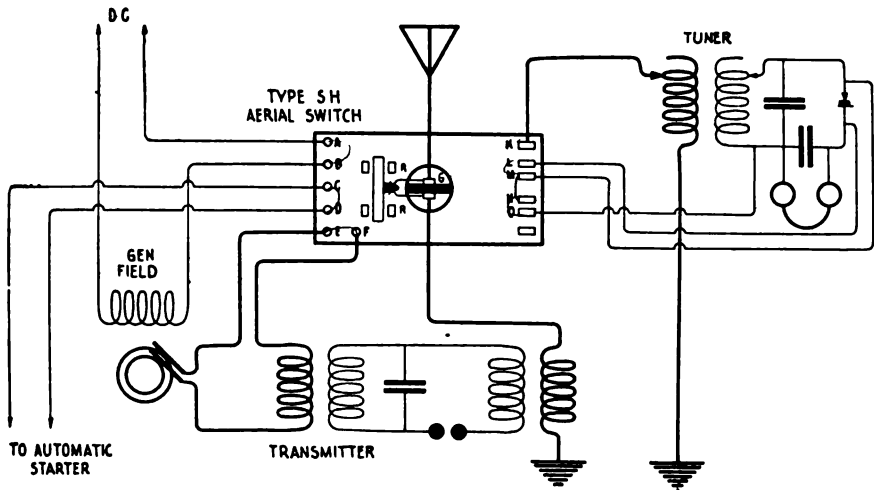 DC
TUNER
TYPE SH
AERIAL SWITCH
A
B
C
D
E F
R
R
G
K
L
M
N
O
GEN
FIELD
TRANSMITTER
TO AUTOMATIC
STARTER